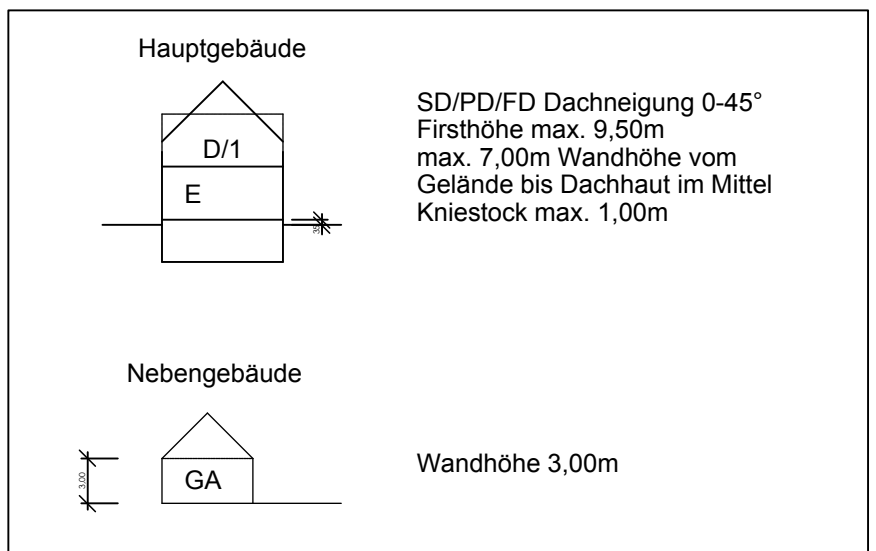 Hauptgebäude
SD/PD/FD Dachneigung 0-45°
Firsthöhe max. 9,50m
max. 7,00m Wandhöhe vom
Gelände bis Dachhaut im Mittel
Kniestock max. 1,00m
D/1
E
35
Nebengebäude
Wandhöhe 3,00m
3,00
GA